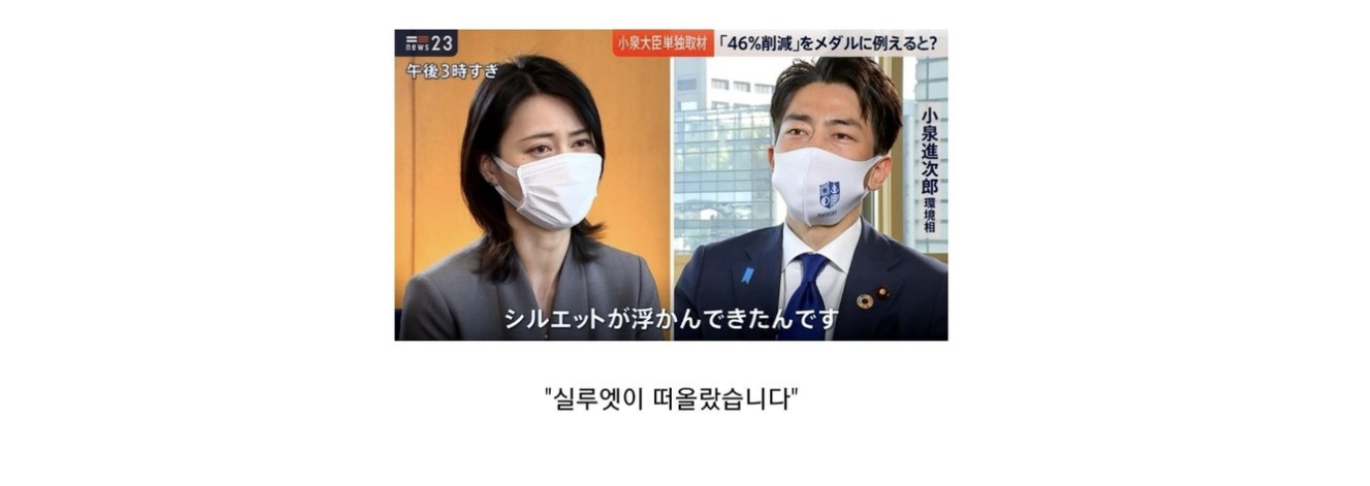 news23
小泉大臣単独取材
「46%削減」をメダルに例えると?
午後3時すぎ
小泉進次郎 環境相
シルエットが浮かんできたんです
"실루엣이 떠올랐습니다"